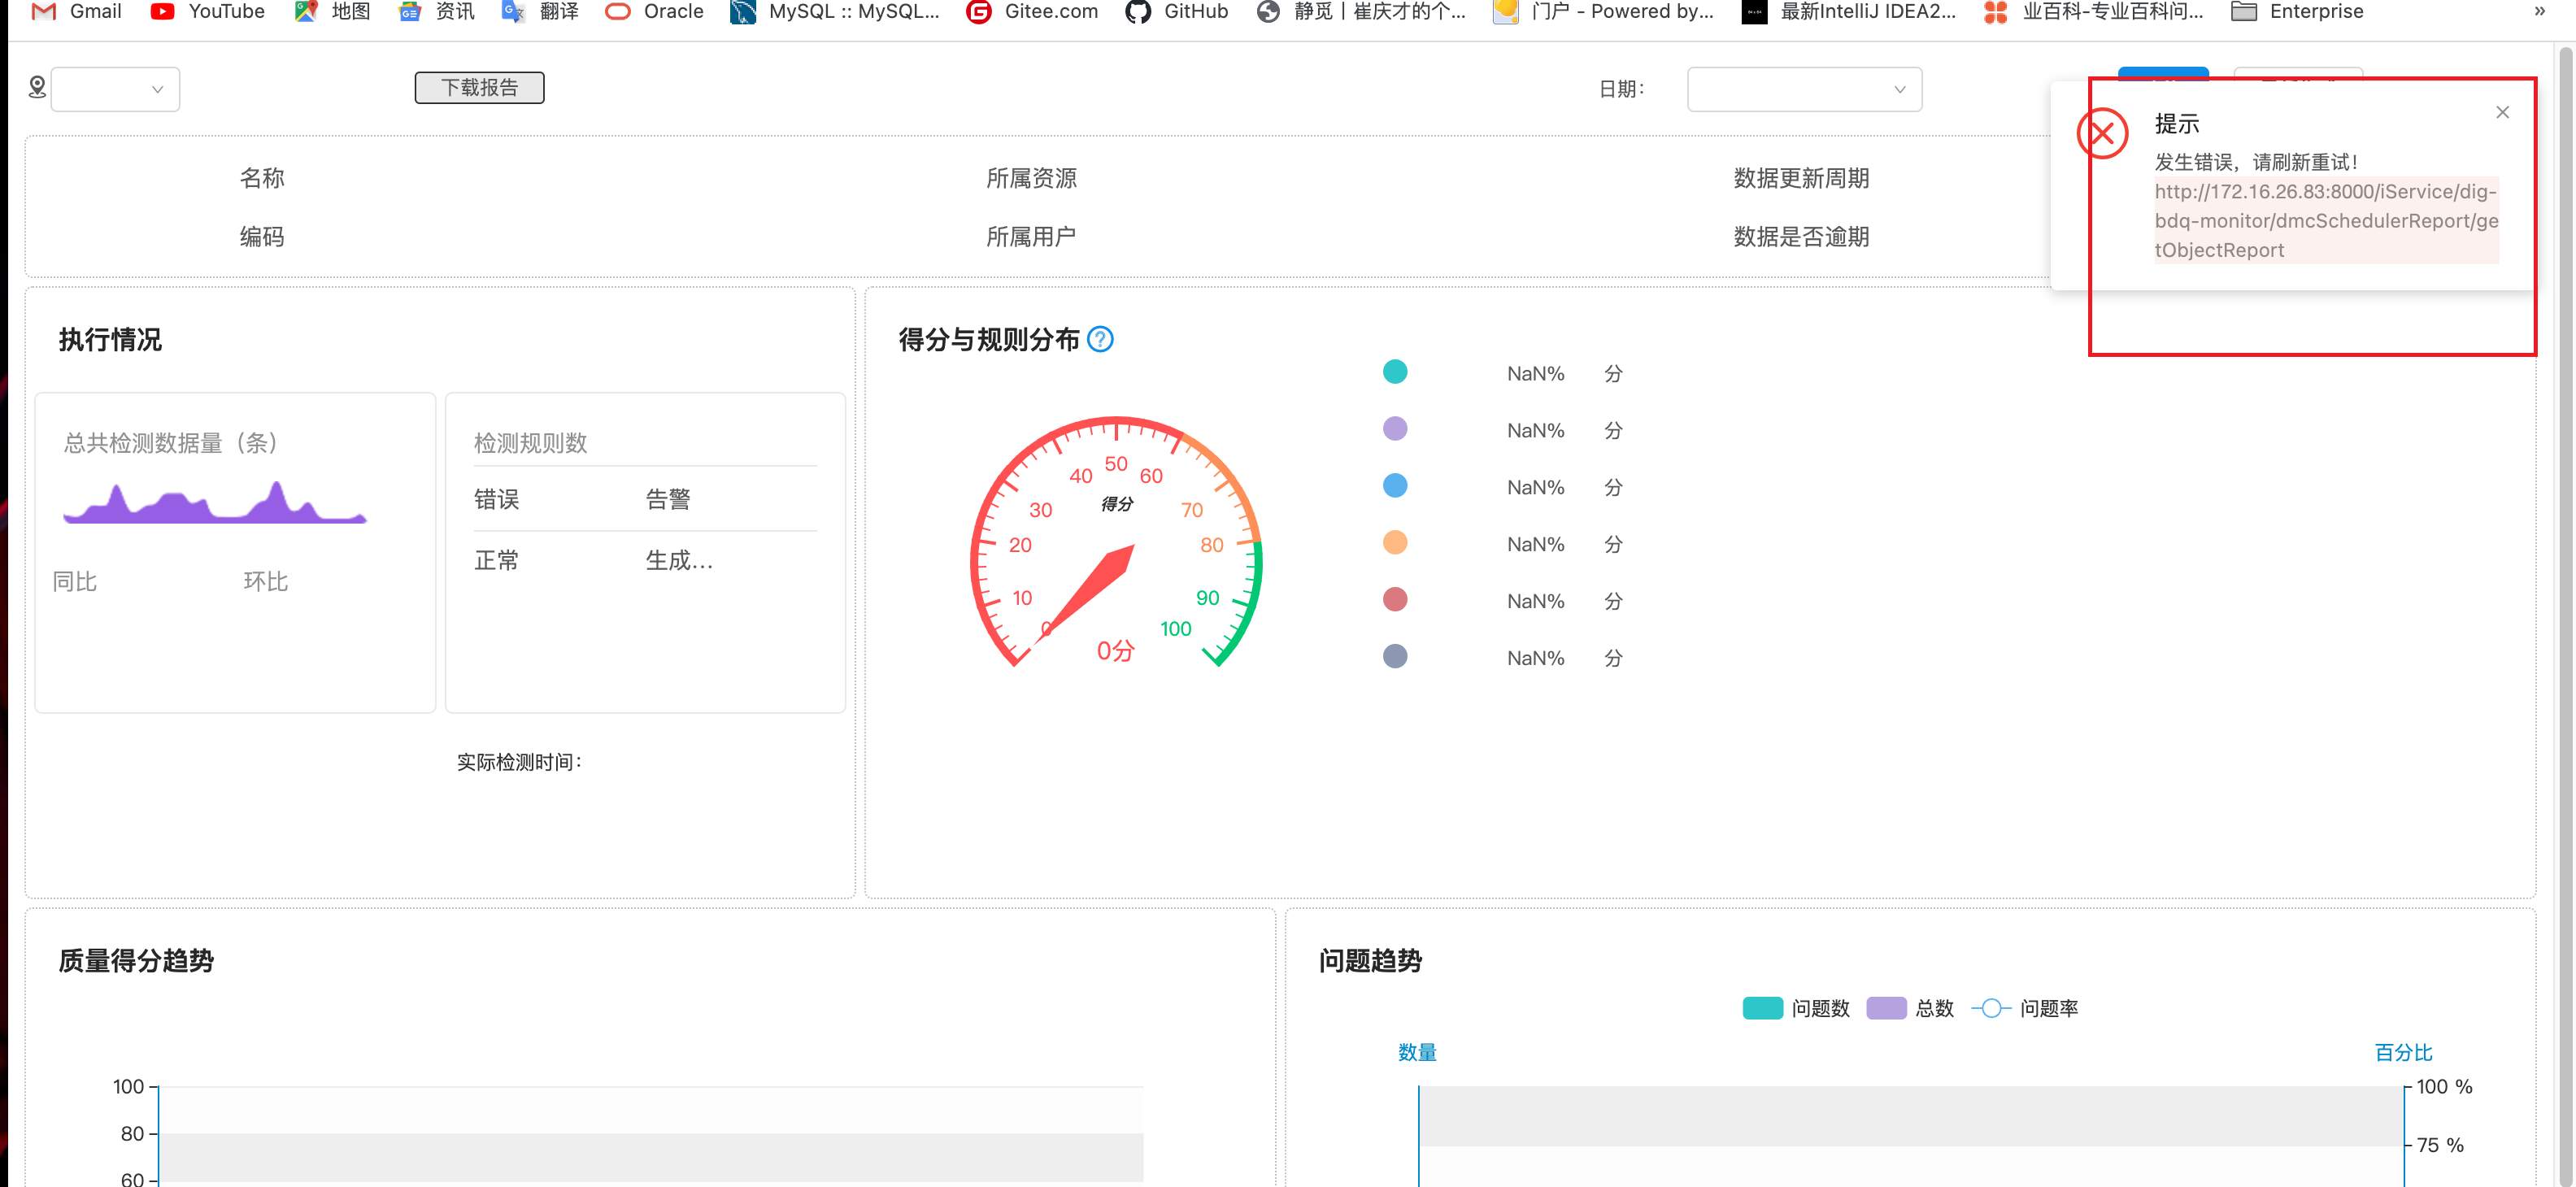 Gmail YouTube 地图 资讯 翻译 Oracle MySQL :: MySQL... Gitee.com GitHub 静觅丨崔庆才的个... 门户 - Powered by... 最新IntelliJ IDEA2... 业百科-专业百科问... Enterprise »
下载报告
日期：
提示
发生错误，请刷新重试！
http://172.16.26.83:8000/iService/dig-
bdq-monitor/dmcSchedulerReport/ge
tObjectReport
名称 所属资源 数据更新周期
编码 所属用户 数据是否逾期
执行情况
总共检测数据量（条）
同比 环比
检测规则数
错误 告警
正常 生成...
实际检测时间：
得分与规则分布 ?
0 10 20 30 40 50 60 70 80 90 100
得分
0分
NaN% 分
NaN% 分
NaN% 分
NaN% 分
NaN% 分
NaN% 分
质量得分趋势
100
80
60
问题趋势
问题数 总数 问题率
数量 百分比
100 %
75 %